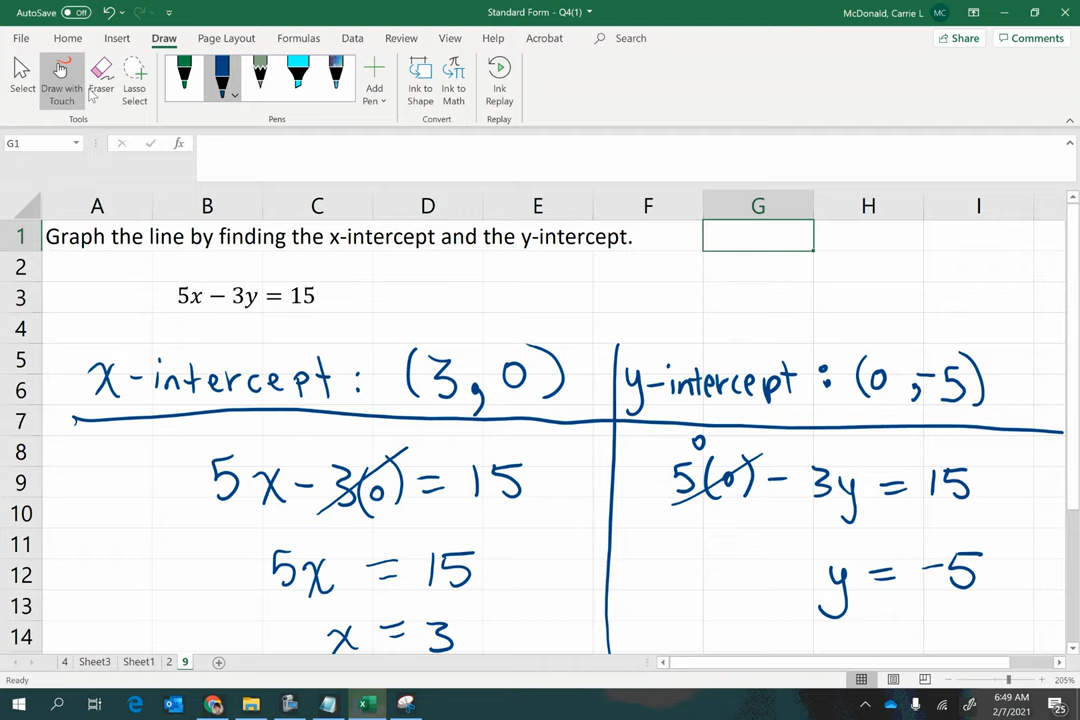 AutoSave Off
Standard Form - Q4(1)
McDonald, Carrie L MC
File Home Insert Draw Page Layout Formulas Data Review View Help Acrobat Search Share Comments
Select
Draw with Touch
Eraser
Lasso Select
Add Pen
Ink to Shape
Ink to Math
Ink Replay
Tools
Pens
Convert
Replay
G1
fx
A B C D E F G H I
1 Graph the line by finding the x-intercept and the y-intercept.
2
3 5x − 3y = 15
4
5
6 x-intercept : (3, 0) y-intercept : (0, -5)
7
8 0
9 5x - 3(0) = 15 5(0) - 3y = 15
10
11
12 5x = 15 y = -5
13
14 x = 3
4 Sheet3 Sheet1 2 9
Ready
205%
6:49 AM
2/7/2021
25